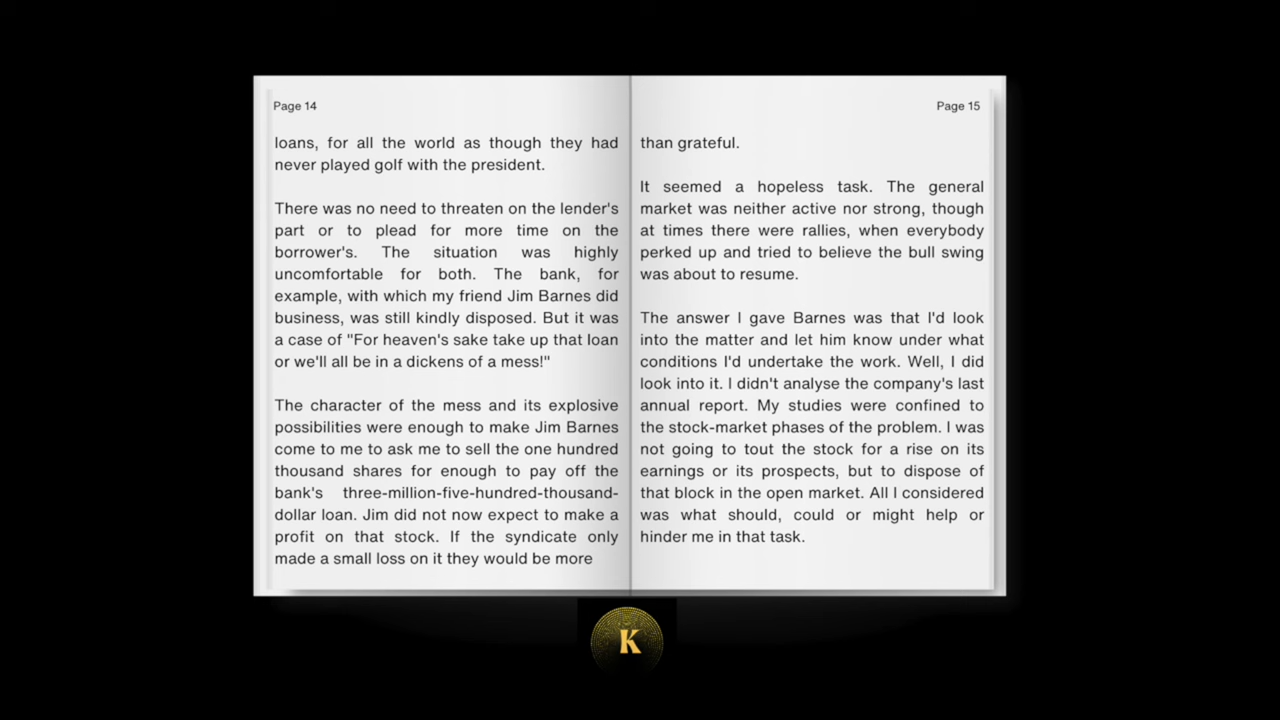 Page 14
loans, for all the world as though they had
never played golf with the president.
There was no need to threaten on the lender's
part or to plead for more time on the
borrower's. The situation was highly
uncomfortable for both. The bank, for
example, with which my friend Jim Barnes did
business, was still kindly disposed. But it was
a case of "For heaven's sake take up that loan
or we'll all be in a dickens of a mess!"
The character of the mess and its explosive
possibilities were enough to make Jim Barnes
come to me to ask me to sell the one hundred
thousand shares for enough to pay off the
bank's three-million-five-hundred-thousand-
dollar loan. Jim did not now expect to make a
profit on that stock. If the syndicate only
made a small loss on it they would be more
Page 15
than grateful.
It seemed a hopeless task. The general
market was neither active nor strong, though
at times there were rallies, when everybody
perked up and tried to believe the bull swing
was about to resume.
The answer I gave Barnes was that I'd look
into the matter and let him know under what
conditions I'd undertake the work. Well, I did
look into it. I didn't analyse the company's last
annual report. My studies were confined to
the stock-market phases of the problem. I was
not going to tout the stock for a rise on its
earnings or its prospects, but to dispose of
that block in the open market. All I considered
was what should, could or might help or
hinder me in that task.
K